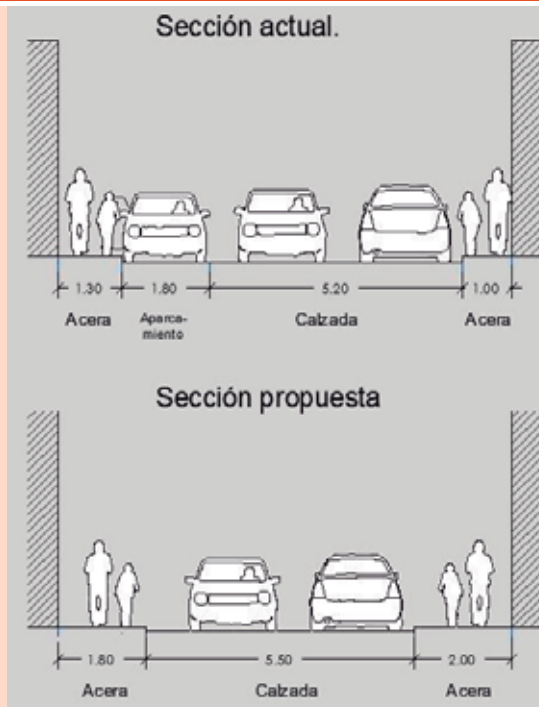 Sección actual.
1.30 1.80 5.20 1.00
Acera Aparca-miento Calzada Acera
Sección propuesta
1.80 5.50 2.00
Acera Calzada Acera